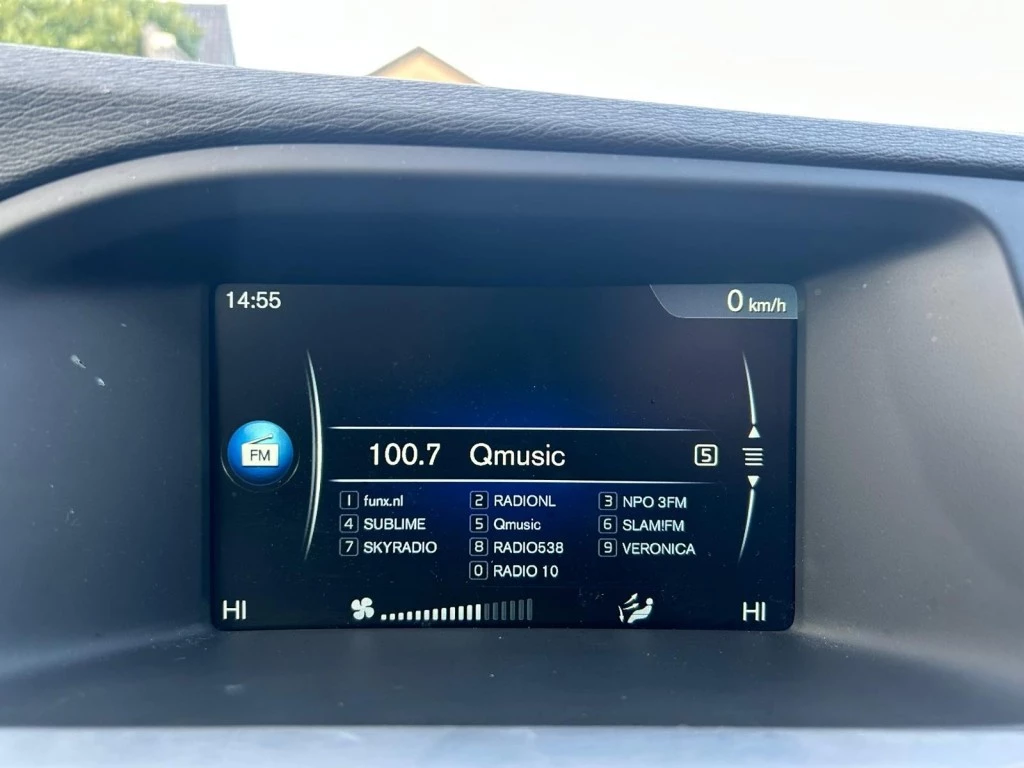 14:55 0 km/h
FM 100.7 Qmusic 5
1 funx.nl 2 RADIONL 3 NPO 3FM
4 SUBLIME 5 Qmusic 6 SLAM!FM
7 SKYRADIO 8 RADIO538 9 VERONICA
0 RADIO 10
HI HI